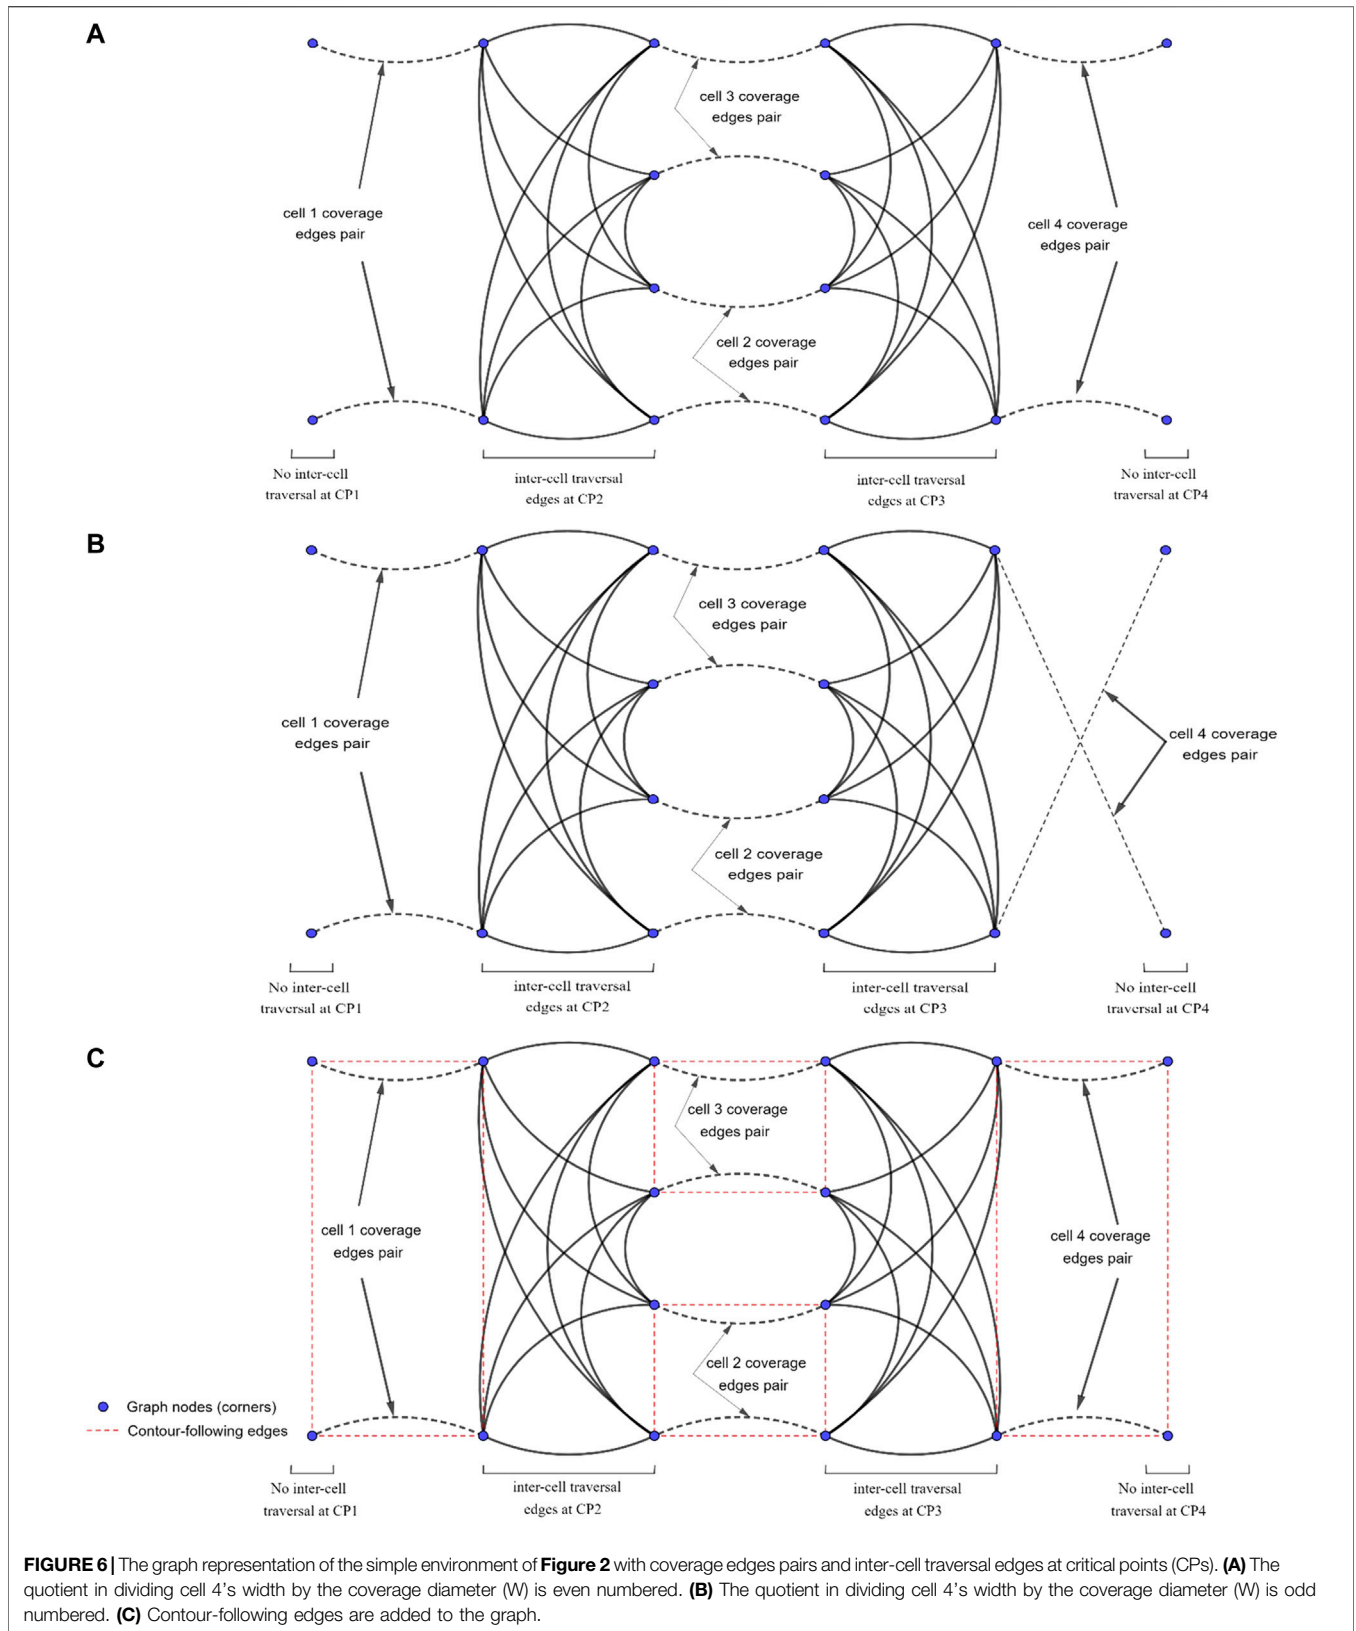 A
cell 3 coverage
edges pair
cell 1 coverage
edges pair
cell 4 coverage
edges pair
cell 2 coverage
edges pair
No inter-cell
traversal at CP1
inter-cell traversal
edges at CP2
inter-cell traversal
edges at CP3
No inter-cell
traversal at CP4
B
cell 3 coverage
edges pair
cell 1 coverage
edges pair
cell 4 coverage
edges pair
cell 2 coverage
edges pair
No inter-cell
traversal at CP1
inter-cell traversal
edges at CP2
inter-cell traversal
edges at CP3
No inter-cell
traversal at CP4
C
cell 3 coverage
edges pair
cell 1 coverage
edges pair
cell 4 coverage
edges pair
cell 2 coverage
edges pair
Graph nodes (corners)
Contour-following edges
No inter-cell
traversal at CP1
inter-cell traversal
edges at CP2
inter-cell traversal
edges at CP3
No inter-cell
traversal at CP4
FIGURE 6 | The graph representation of the simple environment of Figure 2 with coverage edges pairs and inter-cell traversal edges at critical points (CPs). (A) The
quotient in dividing cell 4's width by the coverage diameter (W) is even numbered. (B) The quotient in dividing cell 4's width by the coverage diameter (W) is odd
numbered. (C) Contour-following edges are added to the graph.